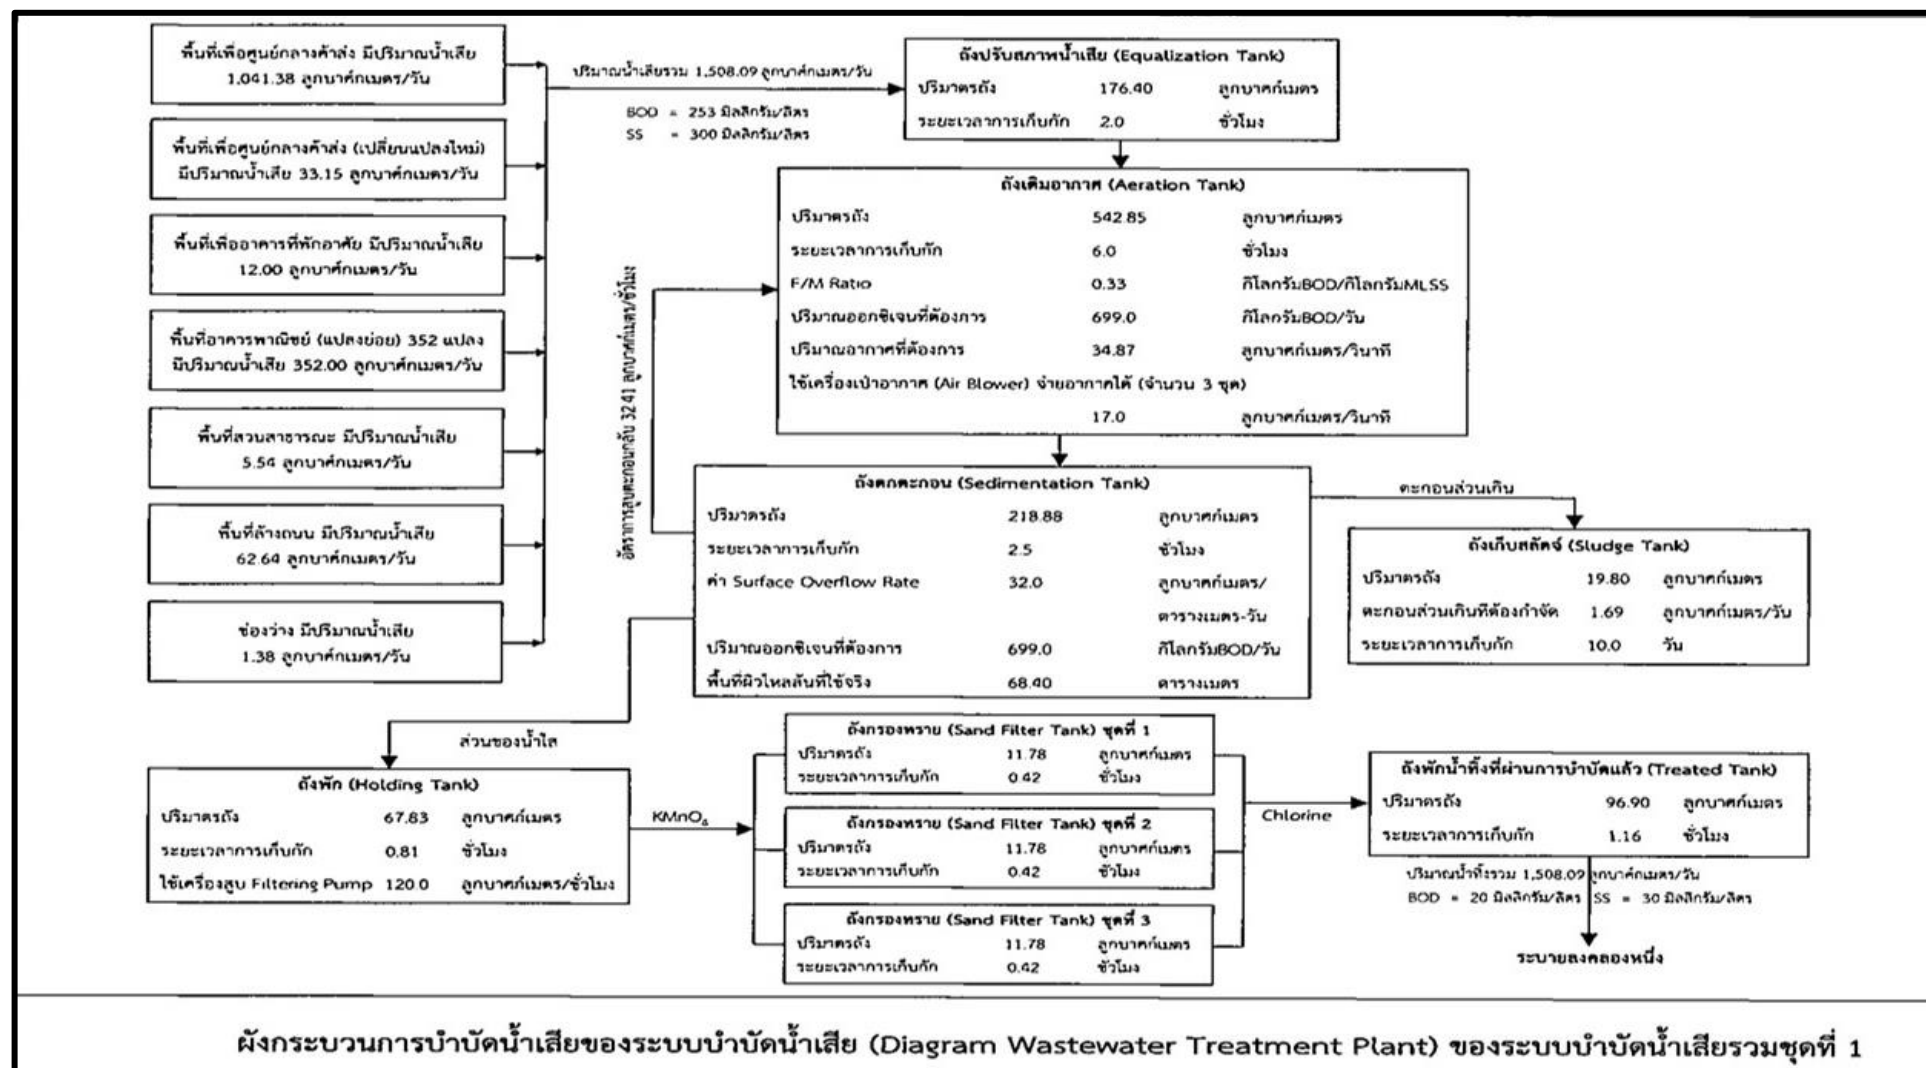 พื้นที่เพื่อศูนย์กลางค้าส่ง มีปริมาณน้ำเสีย
1,041.38 ลูกบาศ์กเมตร/วัน
พื้นที่เพื่อศูนย์กลางค้าส่ง (เปลี่ยนแปลงใหม่)
มีปริมาณน้ำเสีย 33.15 ลูกบาศ์กเมตร/วัน
พื้นที่เพื่ออาคารที่พักอาศัย มีปริมาณน้ำเสีย
12.00 ลูกบาศ์กเมตร/วัน
พื้นที่อาคารพาณิชย์ (แปลงย่อย) 352 แปลง
มีปริมาณน้ำเสีย 352.00 ลูกบาศ์กเมตร/วัน
พื้นที่สวนสาธารณะ มีปริมาณน้ำเสีย
5.54 ลูกบาศ์กเมตร/วัน
พื้นที่ล้างถนน มีปริมาณน้ำเสีย
62.64 ลูกบาศ์กเมตร/วัน
ช่องว่าง มีปริมาณน้ำเสีย
1.38 ลูกบาศ์กเมตร/วัน
ปริมาณน้ำเสียรวม 1,508.09 ลูกบาศ์กเมตร/วัน
BOD = 253 มิลลิกรัม/ลิตร
SS = 300 มิลลิกรัม/ลิตร
ถังปรับสภาพน้ำเสีย (Equalization Tank)
ปริมาตรถัง 176.40 ลูกบาศก์เมตร
ระยะเวลาการเก็บกัก 2.0 ชั่วโมง
ถังเติมอากาศ (Aeration Tank)
ปริมาตรถัง 542.85 ลูกบาศก์เมตร
ระยะเวลาการเก็บกัก 6.0 ชั่วโมง
F/M Ratio 0.33 กิโลกรัมBOD/กิโลกรัมMLSS
ปริมาณออกซิเจนที่ต้องการ 699.0 กิโลกรัมBOD/วัน
ปริมาณอากาศที่ต้องการ 34.87 ลูกบาศก์เมตร/วินาที
ใช้เครื่องเป่าอากาศ (Air Blower) จ่ายอากาศได้ (จำนวน 3 ชุด)
17.0 ลูกบาศก์เมตร/วินาที
อัตราการสูบตะกอนกลับ 32.41 ลูกบาศก์เมตร/ชั่วโมง
ถังตกตะกอน (Sedimentation Tank)
ปริมาตรถัง 218.88 ลูกบาศก์เมตร
ระยะเวลาการเก็บกัก 2.5 ชั่วโมง
ค่า Surface Overflow Rate 32.0 ลูกบาศก์เมตร/
ตารางเมตร-วัน
ปริมาณออกซิเจนที่ต้องการ 699.0 กิโลกรัมBOD/วัน
พื้นที่ผิวไหลล้นที่ใช้จริง 68.40 ตารางเมตร
ตะกอนส่วนเกิน
ถังเก็บสลัดจ์ (Sludge Tank)
ปริมาตรถัง 19.80 ลูกบาศก์เมตร
ตะกอนส่วนเกินที่ต้องกำจัด 1.69 ลูกบาศก์เมตร/วัน
ระยะเวลาการเก็บกัก 10.0 วัน
ส่วนของน้ำใส
ถังพัก (Holding Tank)
ปริมาตรถัง 67.83 ลูกบาศก์เมตร
ระยะเวลาการเก็บกัก 0.81 ชั่วโมง
ใช้เครื่องสูบ Filtering Pump 120.0 ลูกบาศก์เมตร/ชั่วโมง
KMnO₄
ถังกรองทราย (Sand Filter Tank) ชุดที่ 1
ปริมาตรถัง 11.78 ลูกบาศก์เมตร
ระยะเวลาการเก็บกัก 0.42 ชั่วโมง
ถังกรองทราย (Sand Filter Tank) ชุดที่ 2
ปริมาตรถัง 11.78 ลูกบาศก์เมตร
ระยะเวลาการเก็บกัก 0.42 ชั่วโมง
ถังกรองทราย (Sand Filter Tank) ชุดที่ 3
ปริมาตรถัง 11.78 ลูกบาศก์เมตร
ระยะเวลาการเก็บกัก 0.42 ชั่วโมง
Chlorine
ถังพักน้ำทิ้งที่ผ่านการบำบัดแล้ว (Treated Tank)
ปริมาตรถัง 96.90 ลูกบาศก์เมตร
ระยะเวลาการเก็บกัก 1.16 ชั่วโมง
ปริมาณน้ำทิ้งรวม 1,508.09 ลูกบาศ์กเมตร/วัน
BOD = 20 มิลลิกรัม/ลิตร SS = 30 มิลลิกรัม/ลิตร
ระบายลงคลองหนึ่ง
ผังกระบวนการบำบัดน้ำเสียของระบบบำบัดน้ำเสีย (Diagram Wastewater Treatment Plant) ของระบบบำบัดน้ำเสียรวมชุดที่ 1